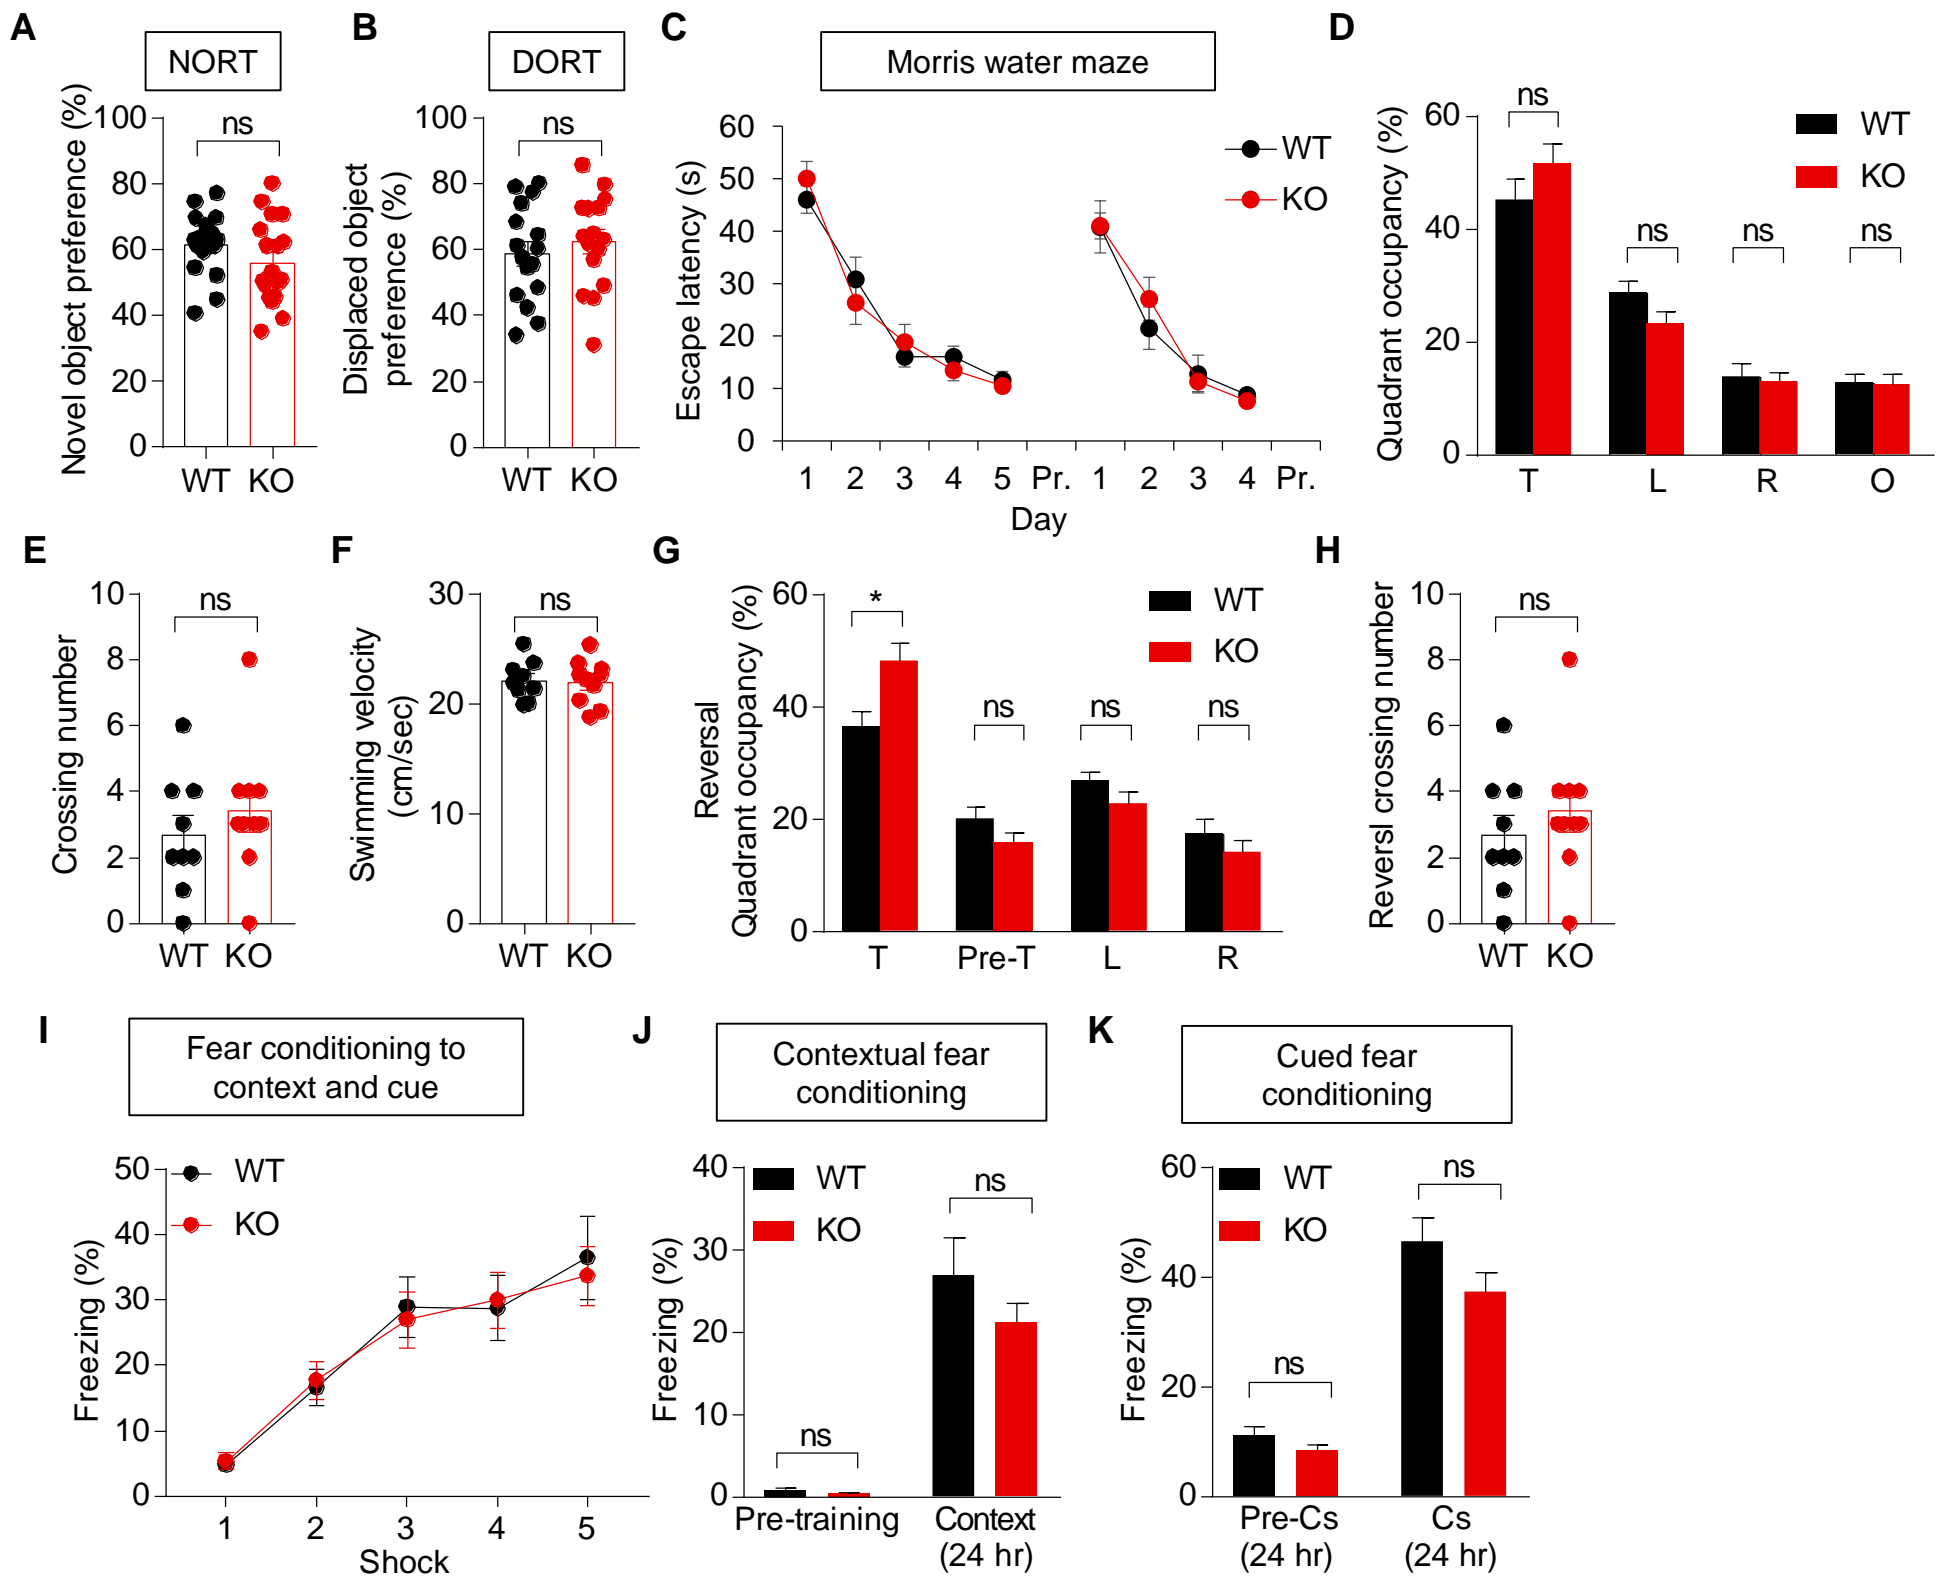 A
NORT
Novel object preference (%)
100
80
60
40
20
0
ns
WT KO
B
DORT
Displaced object
preference (%)
100
80
60
40
20
0
ns
WT KO
C
Morris water maze
Escape latency (s)
60
50
40
30
20
10
0
WT
KO
1 2 3 4 5 Pr. 1 2 3 4 Pr.
Day
D
Quadrant occupancy (%)
60
40
20
0
ns
ns
ns
ns
WT
KO
T L R O
E
Crossing number
10
8
6
4
2
0
ns
WT KO
F
Swimming velocity
(cm/sec)
30
20
10
0
ns
WT KO
G
Reversal
Quadrant occupancy (%)
60
40
20
0
*
ns
ns
ns
WT
KO
T Pre-T L R
H
Reversl crossing number
10
8
6
4
2
0
ns
WT KO
I
Fear conditioning to
context and cue
Freezing (%)
50
40
30
20
10
0
WT
KO
1 2 3 4 5
Shock
J
Contextual fear
conditioning
Freezing (%)
40
30
20
10
0
WT
KO
ns
ns
Pre-training Context
(24 hr)
K
Cued fear
conditioning
Freezing (%)
60
40
20
0
WT
KO
ns
ns
Pre-Cs Cs
(24 hr) (24 hr)